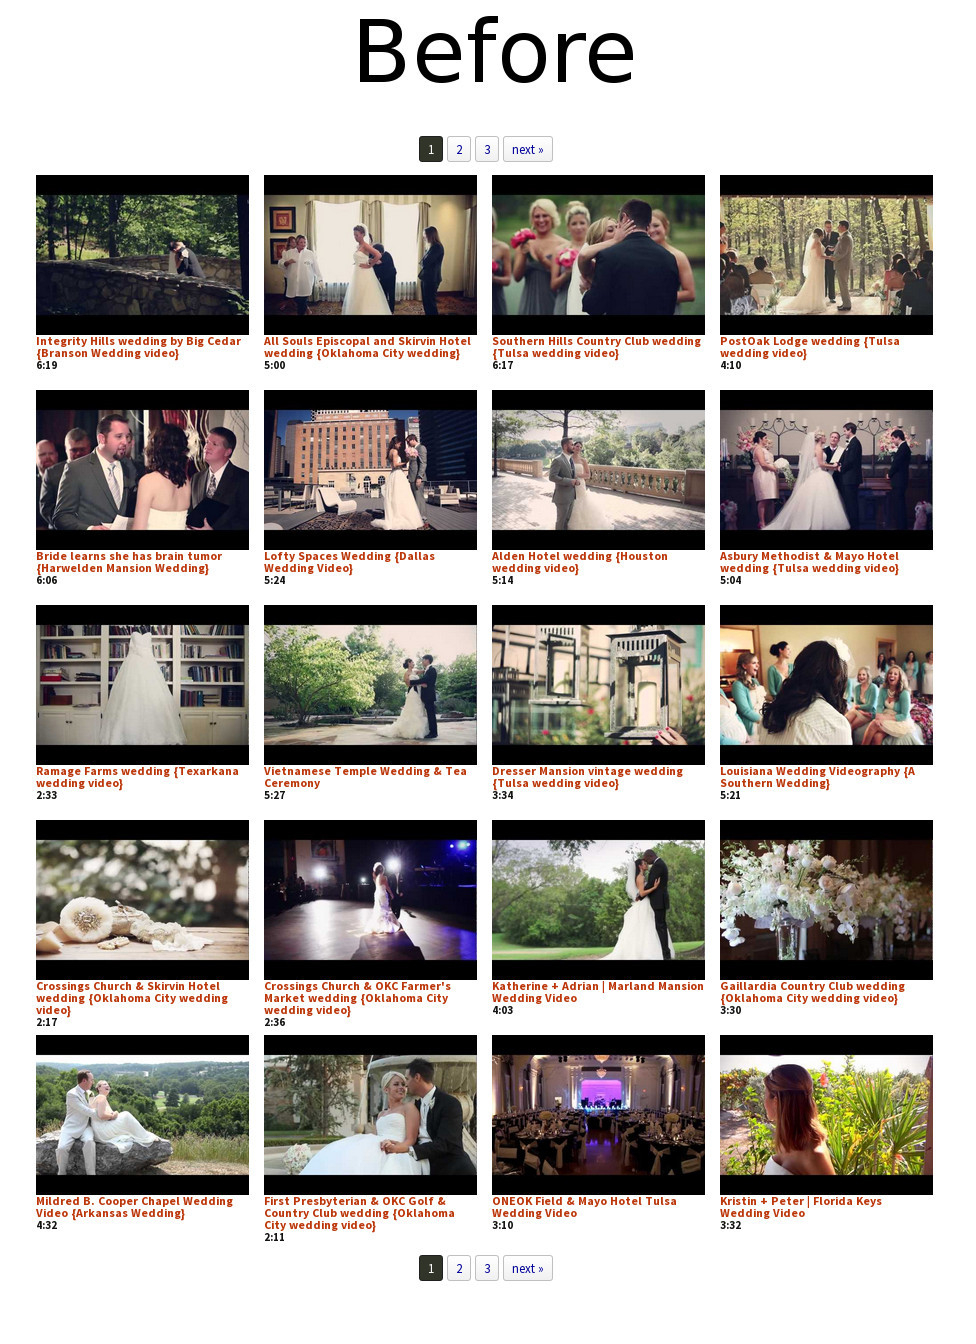 Before
1 2 3 next »
Integrity Hills wedding by Big Cedar
{Branson Wedding video}
6:19
All Souls Episcopal and Skirvin Hotel
wedding {Oklahoma City wedding}
5:00
Southern Hills Country Club wedding
{Tulsa wedding video}
6:17
PostOak Lodge wedding {Tulsa
wedding video}
4:10
Bride learns she has brain tumor
{Harwelden Mansion Wedding}
6:06
Lofty Spaces Wedding {Dallas
Wedding Video}
5:24
Alden Hotel wedding {Houston
wedding video}
5:14
Asbury Methodist & Mayo Hotel
wedding {Tulsa wedding video}
5:04
Ramage Farms wedding {Texarkana
wedding video}
2:33
Vietnamese Temple Wedding & Tea
Ceremony
5:27
Dresser Mansion vintage wedding
{Tulsa wedding video}
3:34
Louisiana Wedding Videography {A
Southern Wedding}
5:21
Crossings Church & Skirvin Hotel
wedding {Oklahoma City wedding
video}
2:17
Crossings Church & OKC Farmer's
Market wedding {Oklahoma City
wedding video}
2:36
Katherine + Adrian | Marland Mansion
Wedding Video
4:03
Gaillardia Country Club wedding
{Oklahoma City wedding video}
3:30
Mildred B. Cooper Chapel Wedding
Video {Arkansas Wedding}
4:32
First Presbyterian & OKC Golf &
Country Club wedding {Oklahoma
City wedding video}
2:11
ONEOK Field & Mayo Hotel Tulsa
Wedding Video
3:10
Kristin + Peter | Florida Keys
Wedding Video
3:32
1 2 3 next »